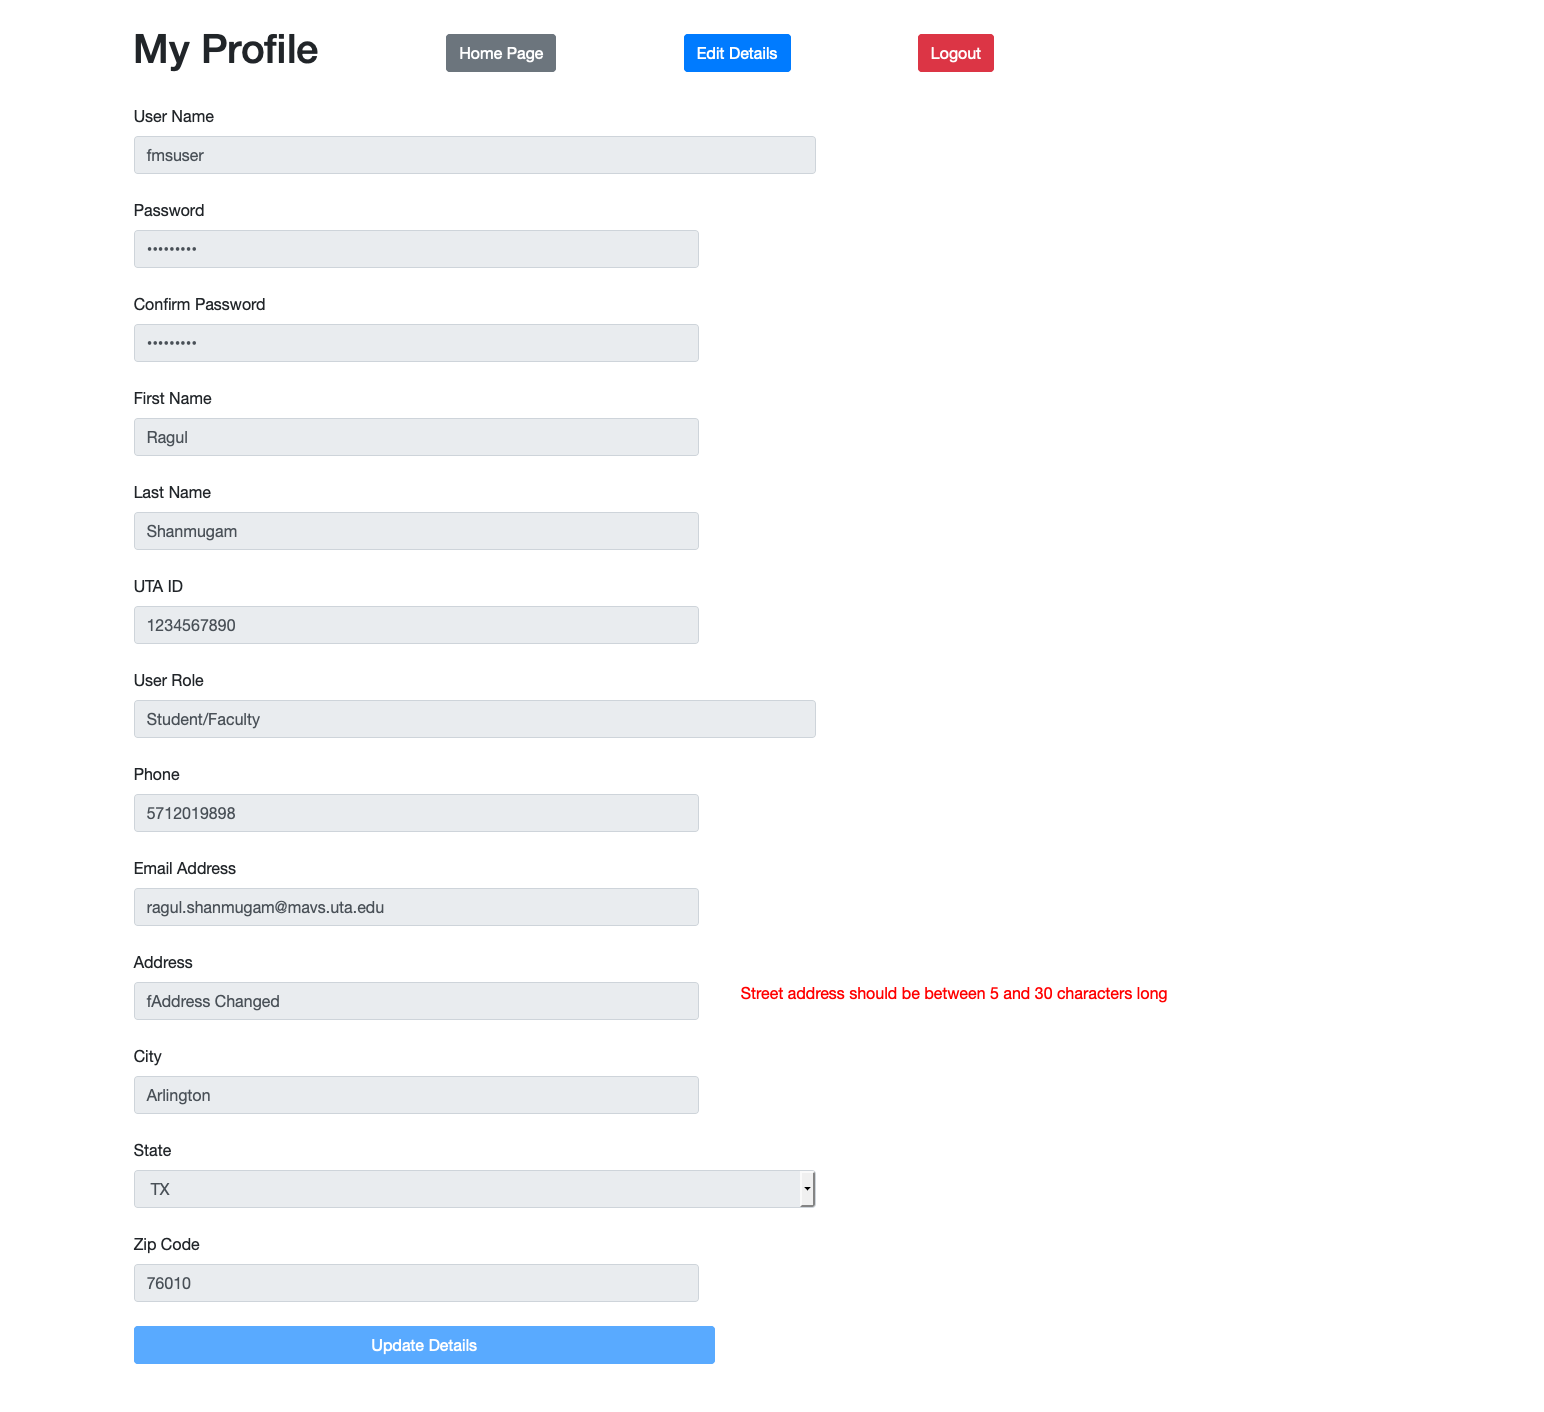 My Profile Home Page Edit Details Logout
User Name
fmsuser
Password
•••••••••
Confirm Password
•••••••••
First Name
Ragul
Last Name
Shanmugam
UTA ID
1234567890
User Role
Student/Faculty
Phone
5712019898
Email Address
ragul.shanmugam@mavs.uta.edu
Address
fAddress Changed Street address should be between 5 and 30 characters long
City
Arlington
State
TX
Zip Code
76010
Update Details